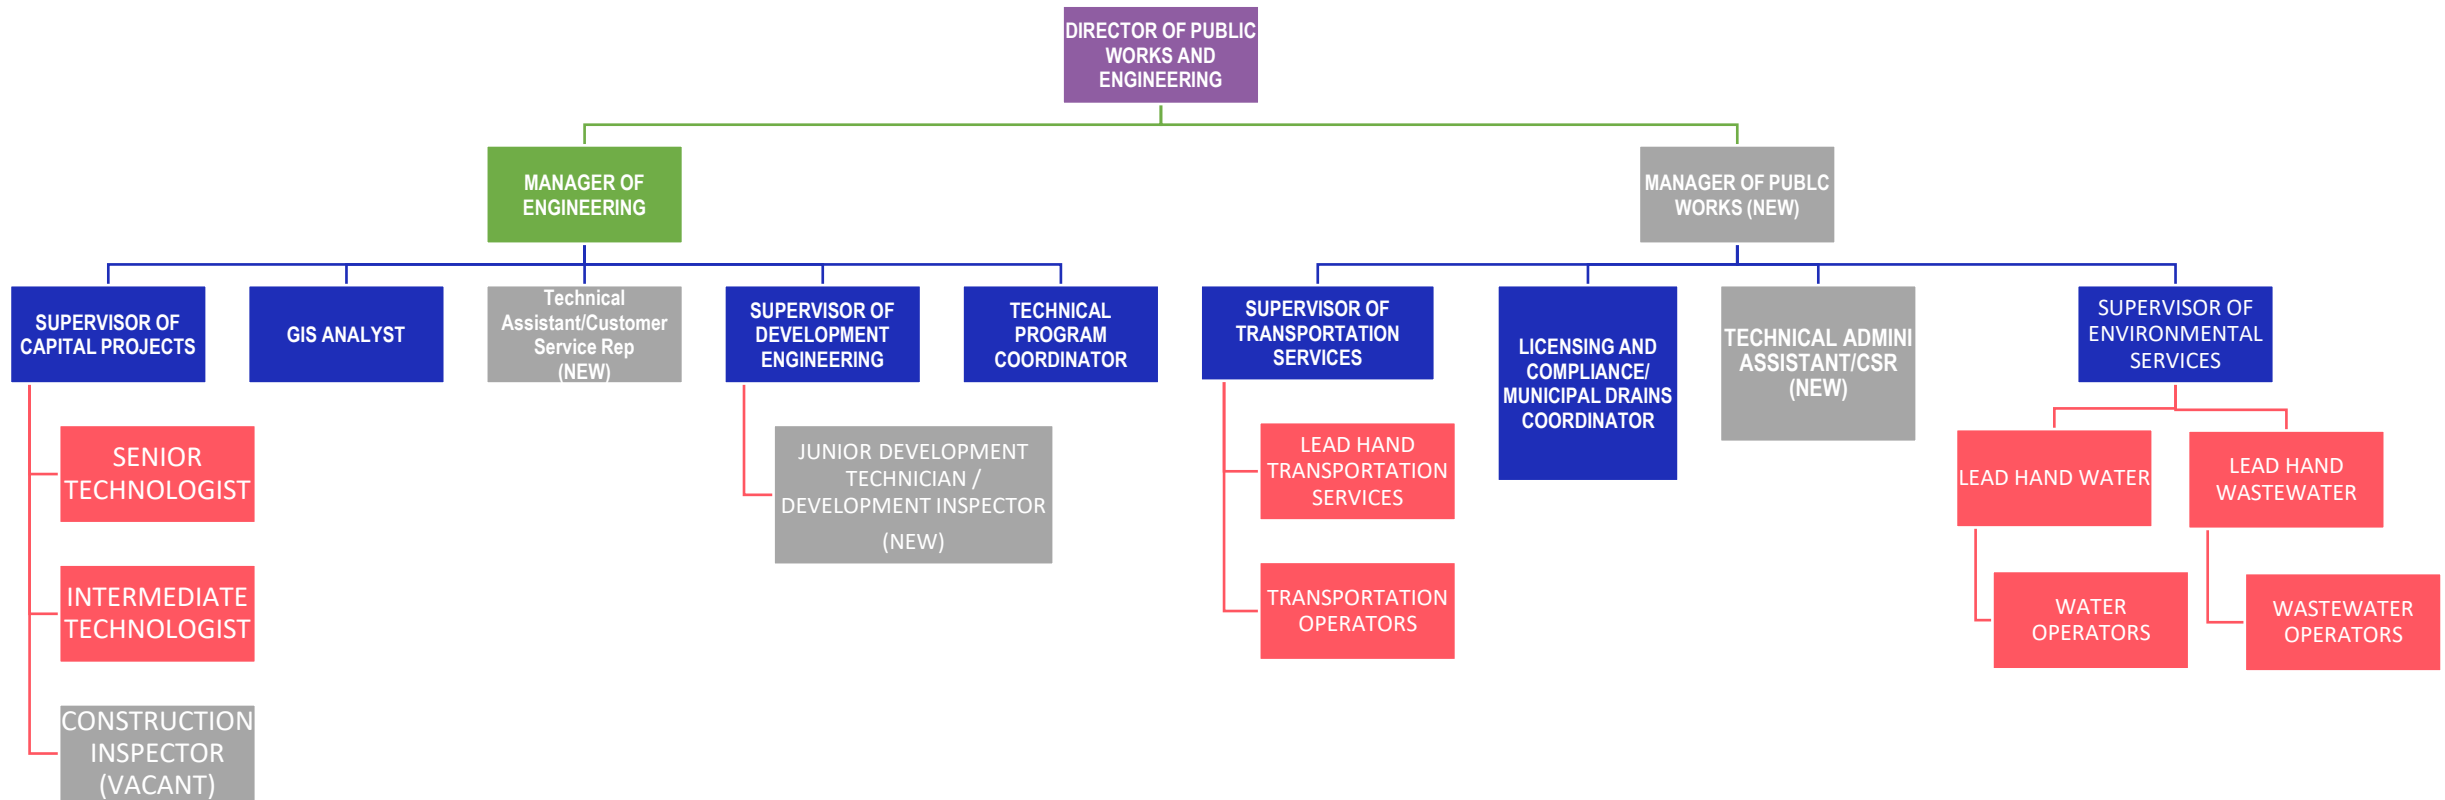 DIRECTOR OF PUBLIC
WORKS AND
ENGINEERING
MANAGER OF
ENGINEERING
MANAGER OF PUBLC
WORKS (NEW)
SUPERVISOR OF
CAPITAL PROJECTS
GIS ANALYST
Technical
Assistant/Customer
Service Rep
(NEW)
SUPERVISOR OF
DEVELOPMENT
ENGINEERING
TECHNICAL
PROGRAM
COORDINATOR
SUPERVISOR OF
TRANSPORTATION
SERVICES
LICENSING AND
COMPLIANCE/
MUNICIPAL DRAINS
COORDINATOR
TECHNICAL ADMINI
ASSISTANT/CSR
(NEW)
SUPERVISOR OF
ENVIRONMENTAL
SERVICES
SENIOR
TECHNOLOGIST
JUNIOR DEVELOPMENT
TECHNICIAN /
DEVELOPMENT INSPECTOR
(NEW)
LEAD HAND
TRANSPORTATION
SERVICES
LEAD HAND WATER
LEAD HAND
WASTEWATER
INTERMEDIATE
TECHNOLOGIST
TRANSPORTATION
OPERATORS
WATER
OPERATORS
WASTEWATER
OPERATORS
CONSTRUCTION
INSPECTOR
(VACANT)